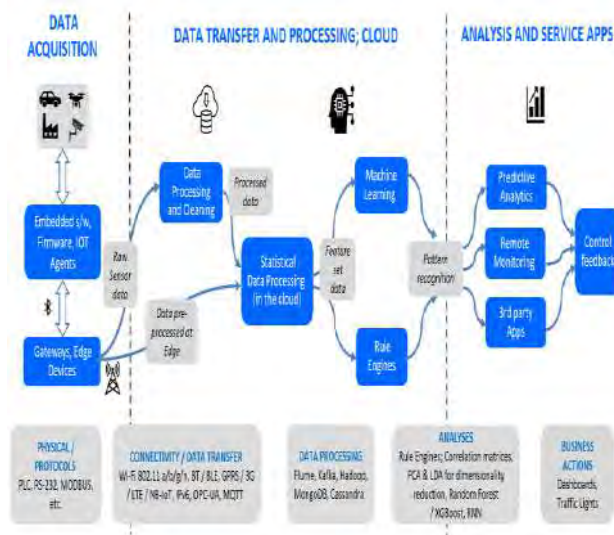 DATA
ACQUISITION
DATA TRANSFER AND PROCESSING; CLOUD
ANALYSIS AND SERVICE APPS
Embedded s/w,
Firmware, IOT
Agents
Gateways, Edge
Devices
Raw
Sensor
data
Data
Processing
and Cleaning
Processed
data
Data pre-
processed at
Edge
Statistical
Data Processing
(in the cloud)
Feature
set
data
Machine
Learning
Rule
Engines
Pattern
recognition
Predictive
Analytics
Remote
Monitoring
3rd party
Apps
Control
feedback
PHYSICAL /
PROTOCOLS
PLC, RS-232, MODBUS,
etc.
CONNECTIVITY / DATA TRANSFER
Wi-Fi 802.11 a/b/g/n, BT / BLE, GPRS / 3G
/ LTE / NB-IoT, IPv6, OPC-UA, MQTT
DATA PROCESSING
Flume, Kafka, Hadoop,
MongoDB, Cassandra
ANALYSES
Rule Engines; Correlation matrices,
PCA & LDA for dimensionality
reduction, Random Forest
/ XGBoost, RNN
BUSINESS
ACTIONS
Dashboards,
Traffic Lights